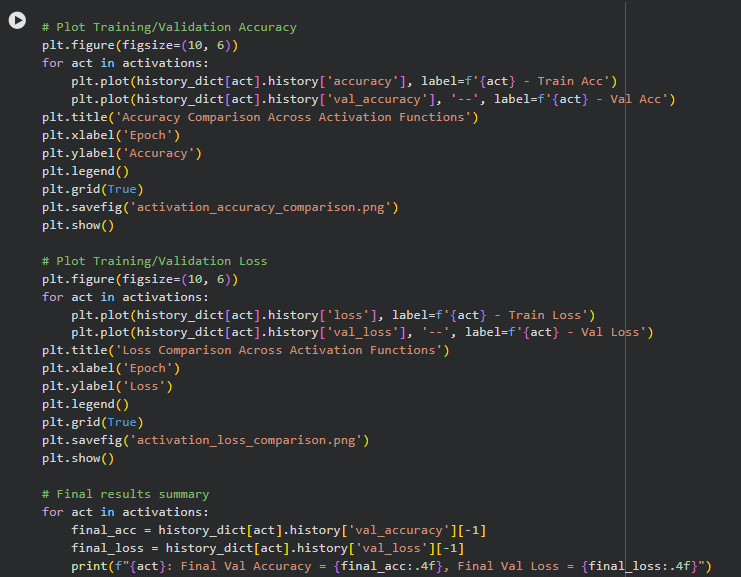 # Plot Training/Validation Accuracy
plt.figure(figsize=(10, 6))
for act in activations:
    plt.plot(history_dict[act].history['accuracy'], label=f'{act} - Train Acc')
    plt.plot(history_dict[act].history['val_accuracy'], '--', label=f'{act} - Val Acc')
plt.title('Accuracy Comparison Across Activation Functions')
plt.xlabel('Epoch')
plt.ylabel('Accuracy')
plt.legend()
plt.grid(True)
plt.savefig('activation_accuracy_comparison.png')
plt.show()

# Plot Training/Validation Loss
plt.figure(figsize=(10, 6))
for act in activations:
    plt.plot(history_dict[act].history['loss'], label=f'{act} - Train Loss')
    plt.plot(history_dict[act].history['val_loss'], '--', label=f'{act} - Val Loss')
plt.title('Loss Comparison Across Activation Functions')
plt.xlabel('Epoch')
plt.ylabel('Loss')
plt.legend()
plt.grid(True)
plt.savefig('activation_loss_comparison.png')
plt.show()

# Final results summary
for act in activations:
    final_acc = history_dict[act].history['val_accuracy'][-1]
    final_loss = history_dict[act].history['val_loss'][-1]
    print(f"{act}: Final Val Accuracy = {final_acc:.4f}, Final Val Loss = {final_loss:.4f}")